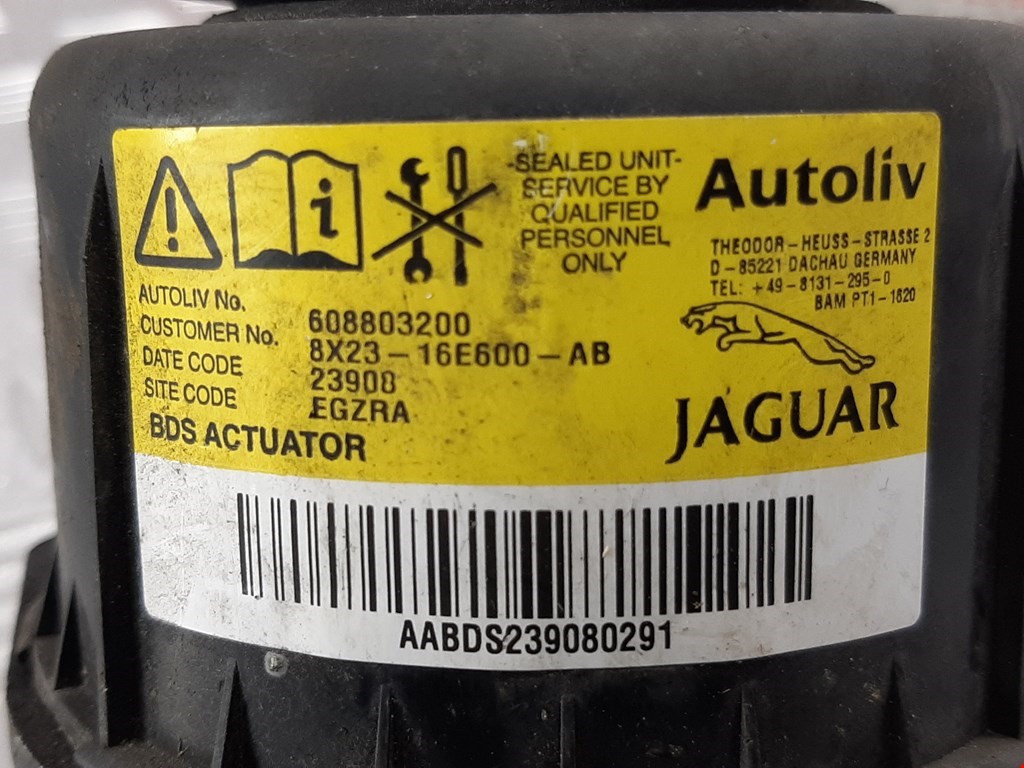 -SEALED UNIT-
SERVICE BY
QUALIFIED
PERSONNEL
ONLY
Autoliv
THEODOR-HEUSS-STRASSE 2
D-85221 DACHAU GERMANY
TEL: +49-8131-295-0
BAM PT1-1620
AUTOLIV No. 608803200
CUSTOMER No. 8X23-16E600-AB
DATE CODE 23908
SITE CODE EGZRA
BDS ACTUATOR
JAGUAR
AABDS239080291